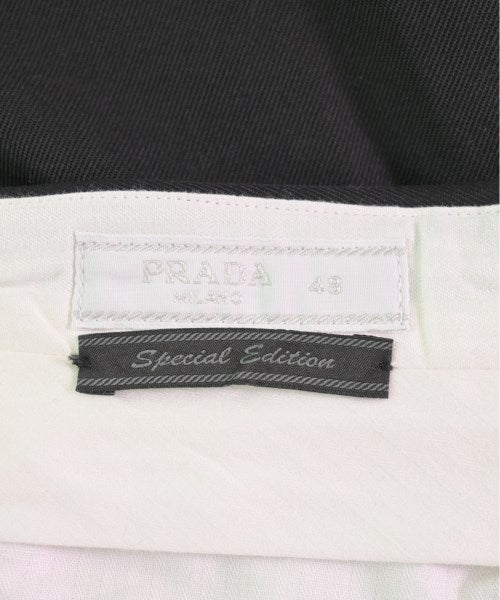 PRADA 48
MILANO
Special Edition